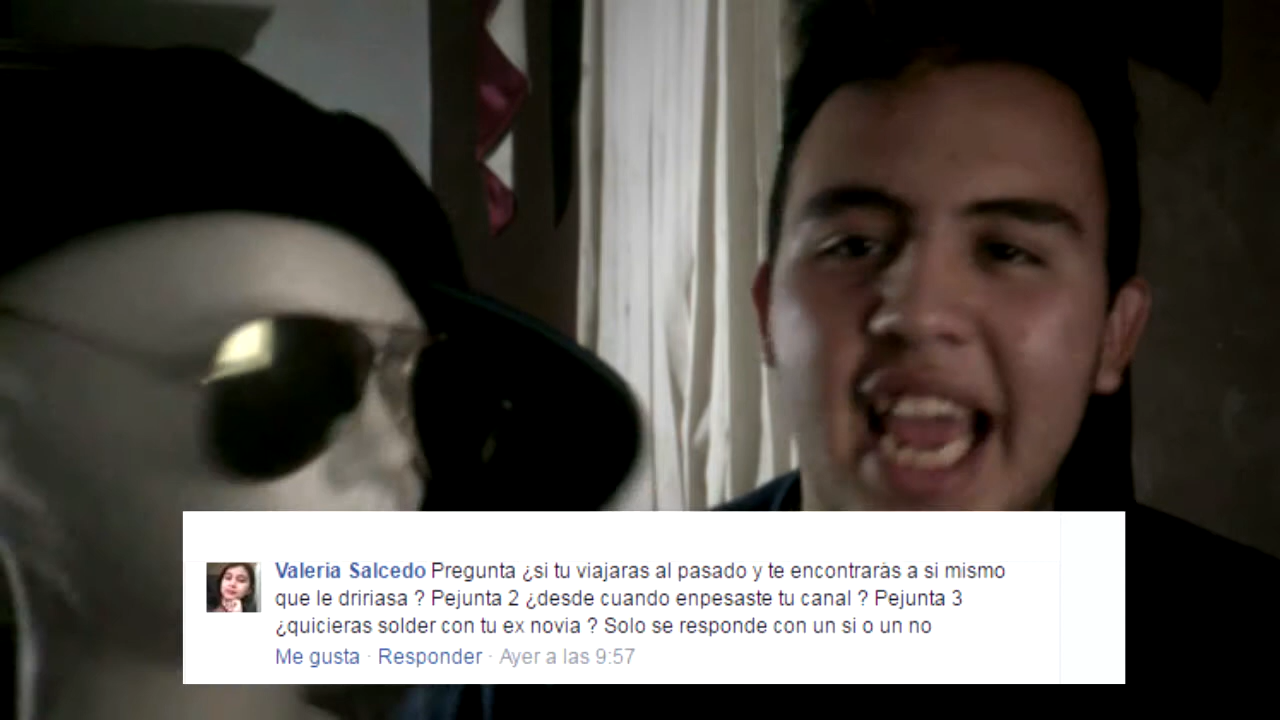 Valeria Salcedo Pregunta ¿si tu viajaras al pasado y te encontraras a si mismo
que le dririasa ? Pejunta 2 ¿desde cuando enpesaste tu canal ? Pejunta 3
¿quicieras solder con tu ex novia ? Solo se responde con un si o un no
Me gusta · Responder · Ayer a las 9:57